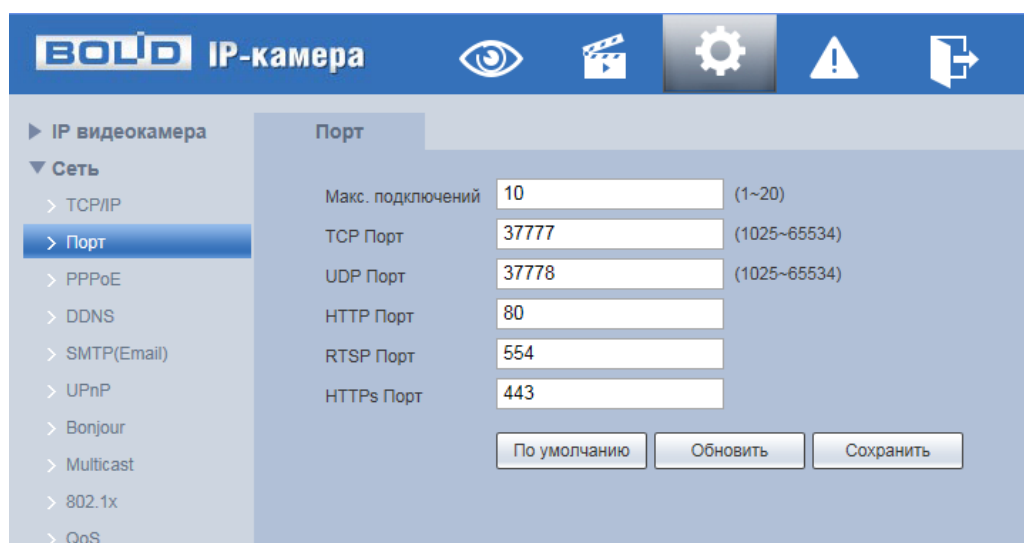 BOLID IP-камера
IP видеокамера
Сеть
TCP/IP
Порт
PPPoE
DDNS
SMTP(Email)
UPnP
Bonjour
Multicast
802.1x
QoS
Порт
Макс. подключений 10 (1~20)
TCP Порт 37777 (1025~65534)
UDP Порт 37778 (1025~65534)
HTTP Порт 80
RTSP Порт 554
HTTPs Порт 443
По умолчанию Обновить Сохранить